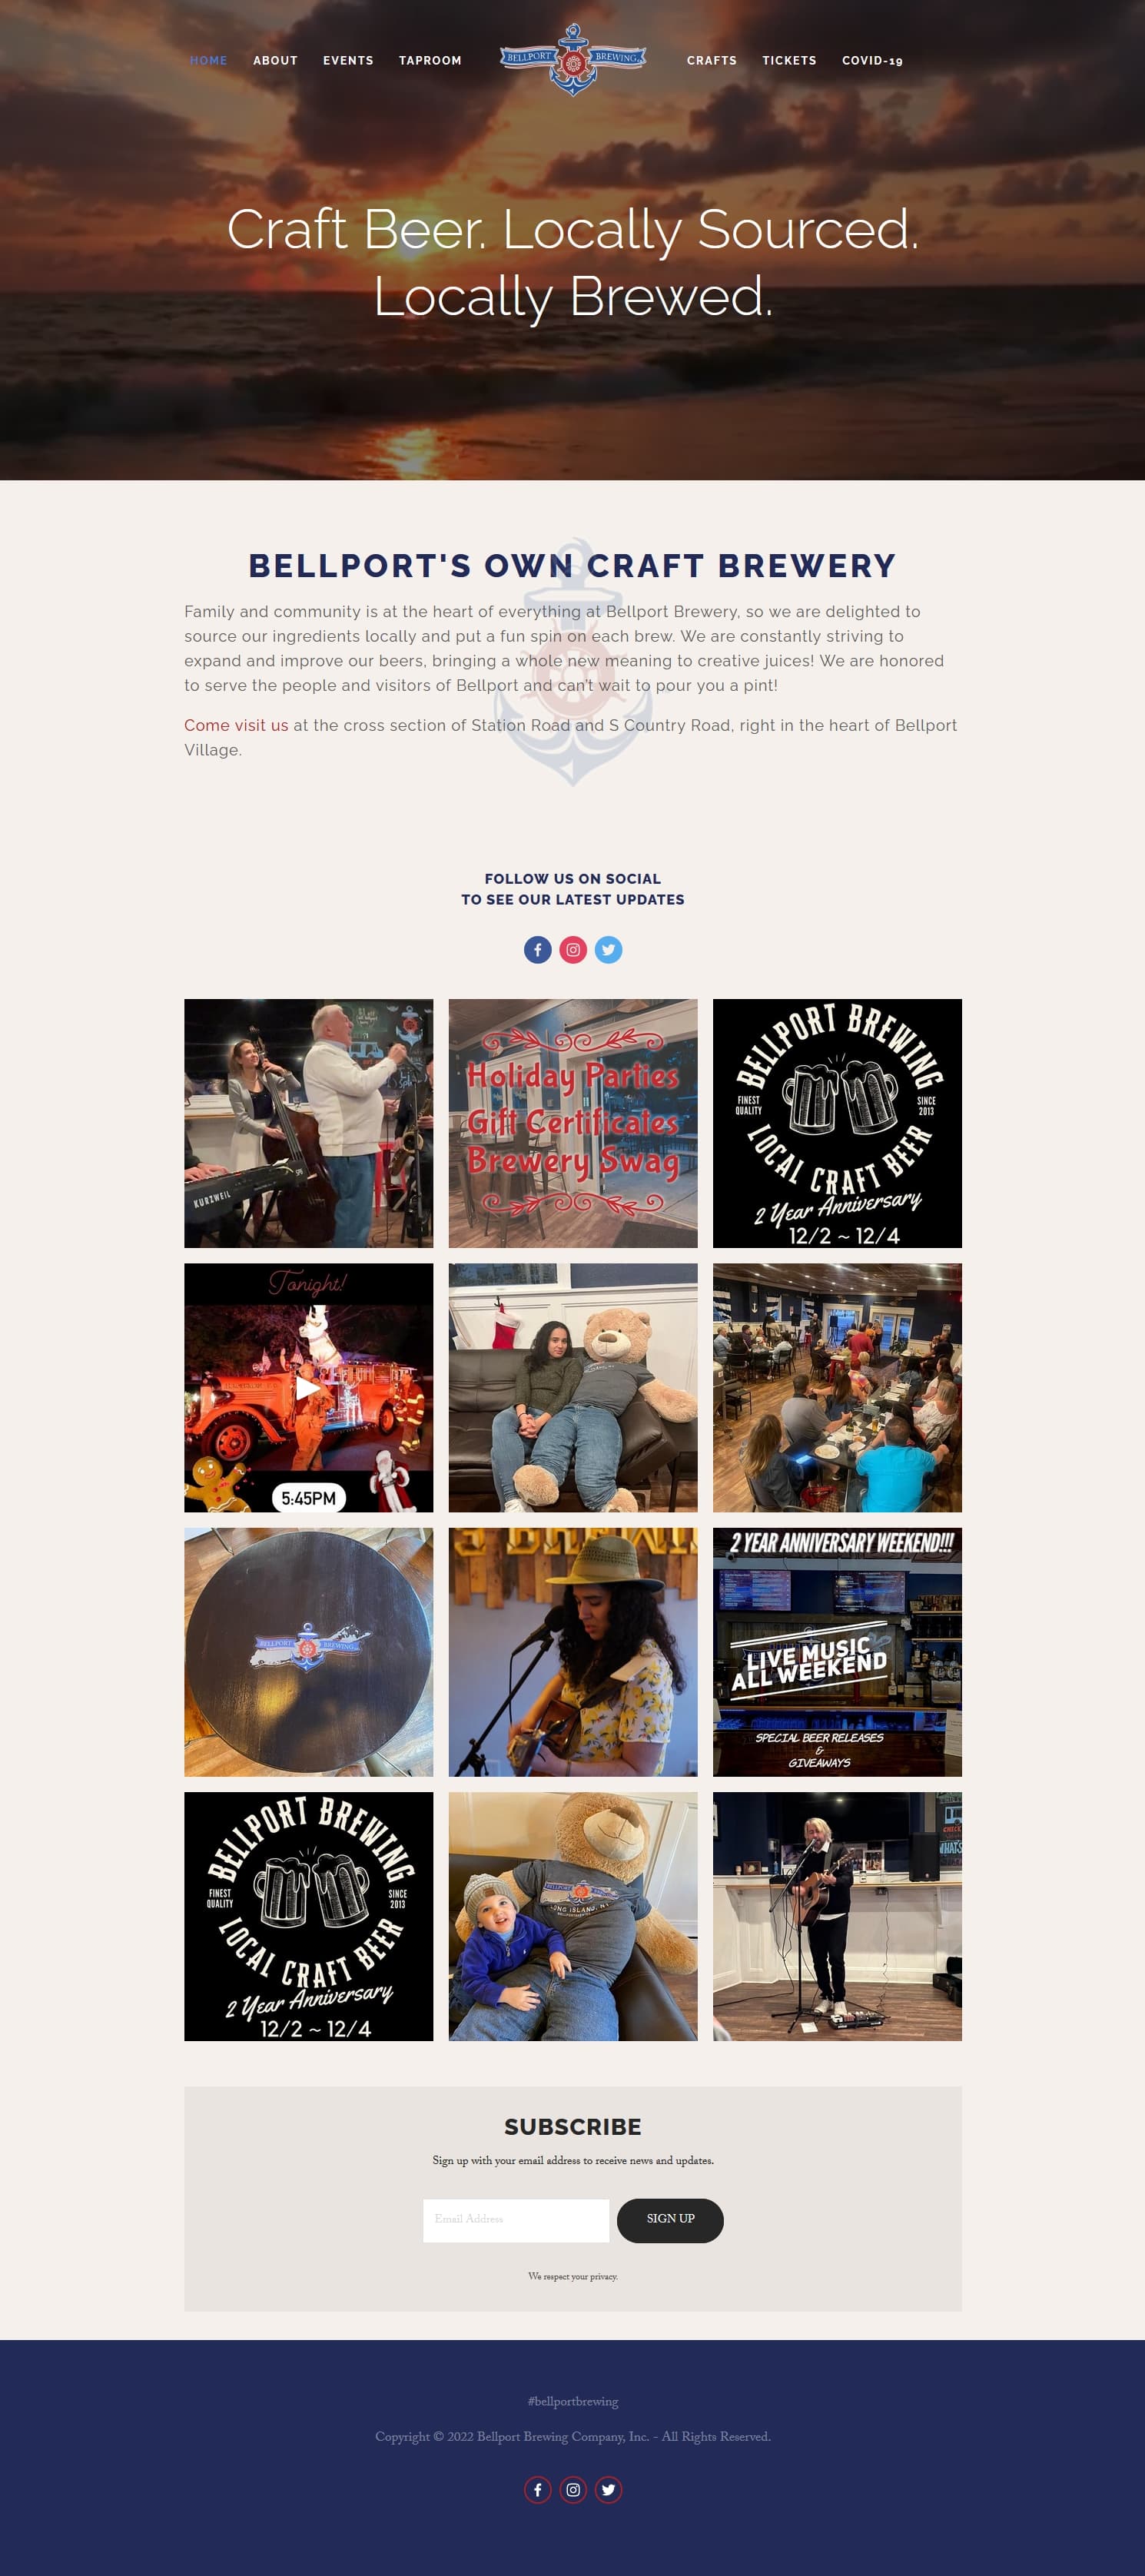 HOME ABOUT EVENTS TAPROOM BELLPORT BREWING CRAFTS TICKETS COVID-19
Craft Beer. Locally Sourced.
Locally Brewed.
BELLPORT'S OWN CRAFT BREWERY
Family and community is at the heart of everything at Bellport Brewery, so we are delighted to
source our ingredients locally and put a fun spin on each brew. We are constantly striving to
expand and improve our beers, bringing a whole new meaning to creative juices! We are honored
to serve the people and visitors of Bellport and can't wait to pour you a pint!
Come visit us at the cross section of Station Road and S Country Road, right in the heart of Bellport
Village.
FOLLOW US ON SOCIAL
TO SEE OUR LATEST UPDATES
KURZWEIL
Holiday Parties
Gift Certificates
Brewery Swag
BELLPORT BREWING
FINEST
QUALITY
SINCE
2013
LOCAL CRAFT BEER
2 Year Anniversary
12/2 ~ 12/4
Tonight!
5:45PM
BELLPORT BREWING
2 YEAR ANNIVERSARY WEEKEND!!!
LIVE MUSIC
ALL WEEKEND
SPECIAL BEER RELEASES
&
GIVEAWAYS
BELLPORT BREWING
FINEST
QUALITY
SINCE
2013
LOCAL CRAFT BEER
2 Year Anniversary
12/2 ~ 12/4
BELLPORT
LONG ISLAND, NY
CHECK
WHAT'S
SUBSCRIBE
Sign up with your email address to receive news and updates.
Email Address
SIGN UP
We respect your privacy.
#bellportbrewing
Copyright © 2022 Bellport Brewing Company, Inc. - All Rights Reserved.